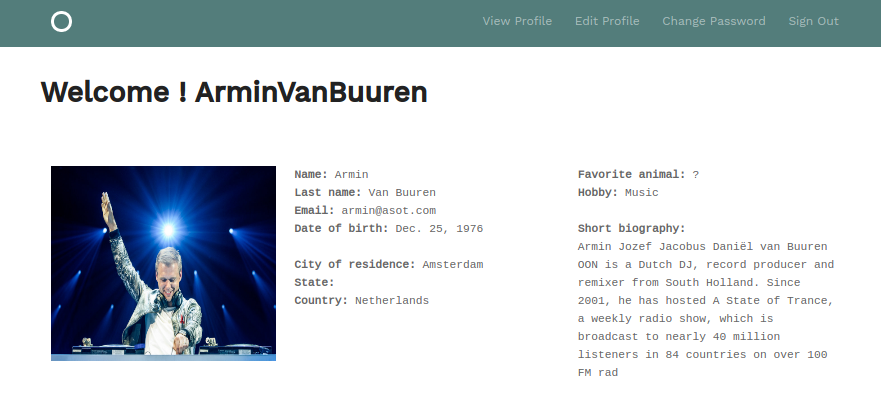 View Profile Edit Profile Change Password Sign Out
Welcome ! ArminVanBuuren
Name: Armin
Last name: Van Buuren
Email: armin@asot.com
Date of birth: Dec. 25, 1976
City of residence: Amsterdam
State:
Country: Netherlands
Favorite animal: ?
Hobby: Music
Short biography:
Armin Jozef Jacobus Daniël van Buuren
OON is a Dutch DJ, record producer and
remixer from South Holland. Since
2001, he has hosted A State of Trance,
a weekly radio show, which is
broadcast to nearly 40 million
listeners in 84 countries on over 100
FM rad